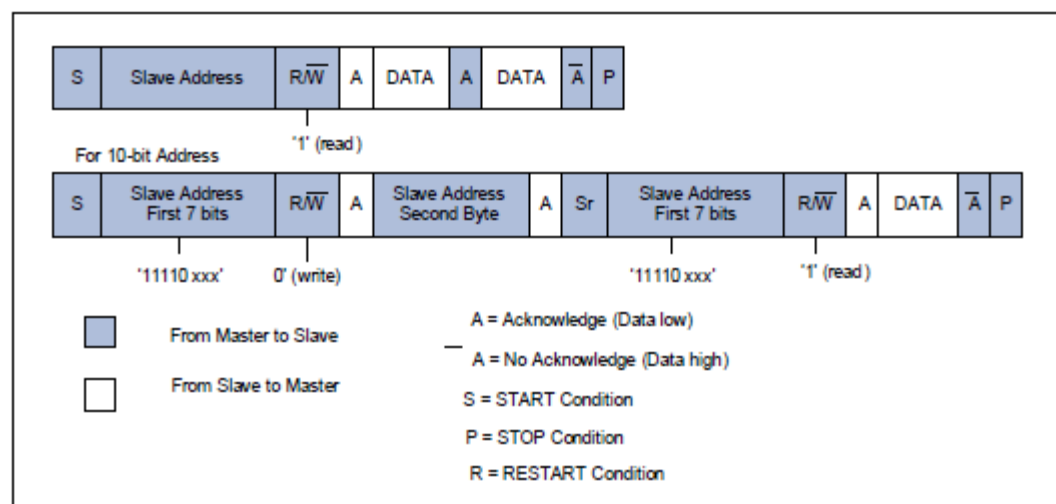 S Slave Address R/W̅ A DATA A DATA A̅ P
'1' (read)
For 10-bit Address
S Slave Address First 7 bits R/W̅ A Slave Address Second Byte A Sr Slave Address First 7 bits R/W̅ A DATA A̅ P
'11110 xxx' 0' (write) '11110 xxx' '1' (read)
From Master to Slave
From Slave to Master
A = Acknowledge (Data low)
A̅ = No Acknowledge (Data high)
S = START Condition
P = STOP Condition
R = RESTART Condition